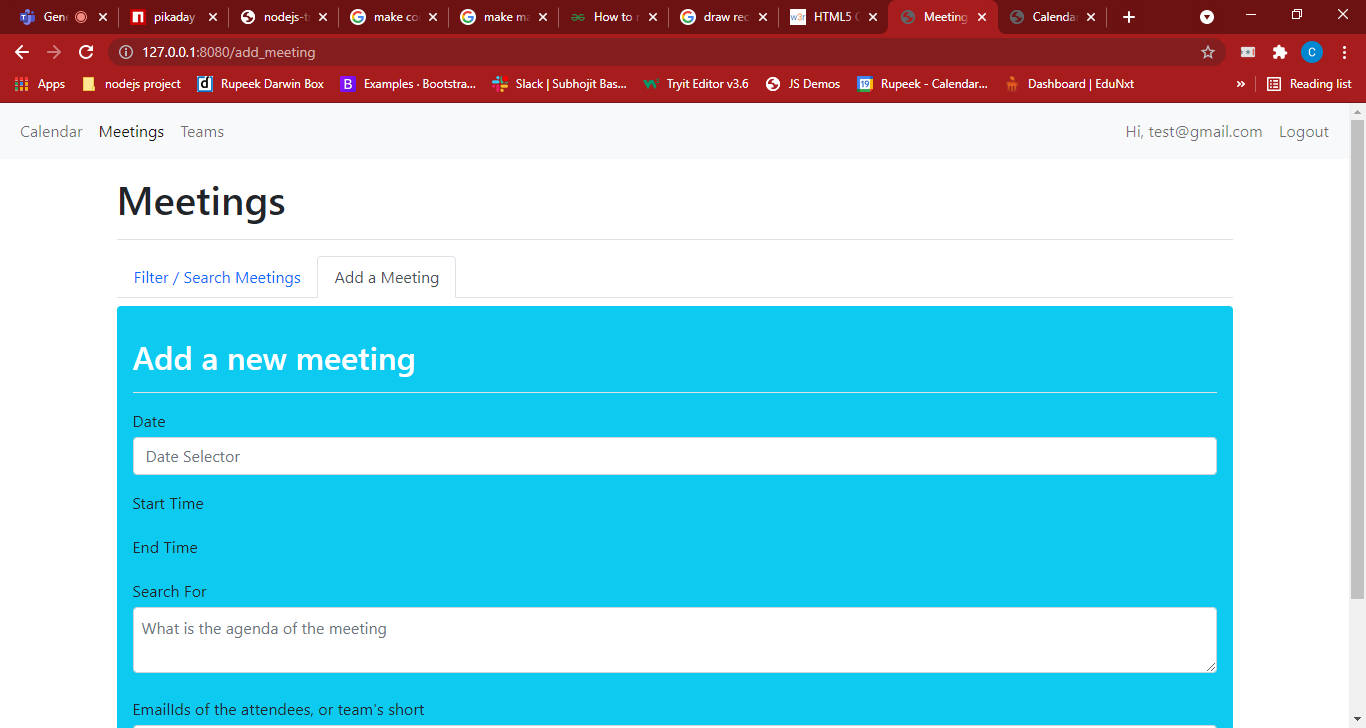 Gen pikaday nodejs-t make co make ma How to r draw rec HTML5 C Meeting Calenda
127.0.0.1:8080/add_meeting C
Apps nodejs project Rupeek Darwin Box Examples · Bootstra... Slack | Subhojit Bas... Tryit Editor v3.6 JS Demos Rupeek - Calendar... Dashboard | EduNxt » Reading list
Calendar Meetings Teams Hi, test@gmail.com Logout
Meetings
Filter / Search Meetings Add a Meeting
Add a new meeting
Date
Date Selector
Start Time
End Time
Search For
What is the agenda of the meeting
EmailIds of the attendees, or team's short